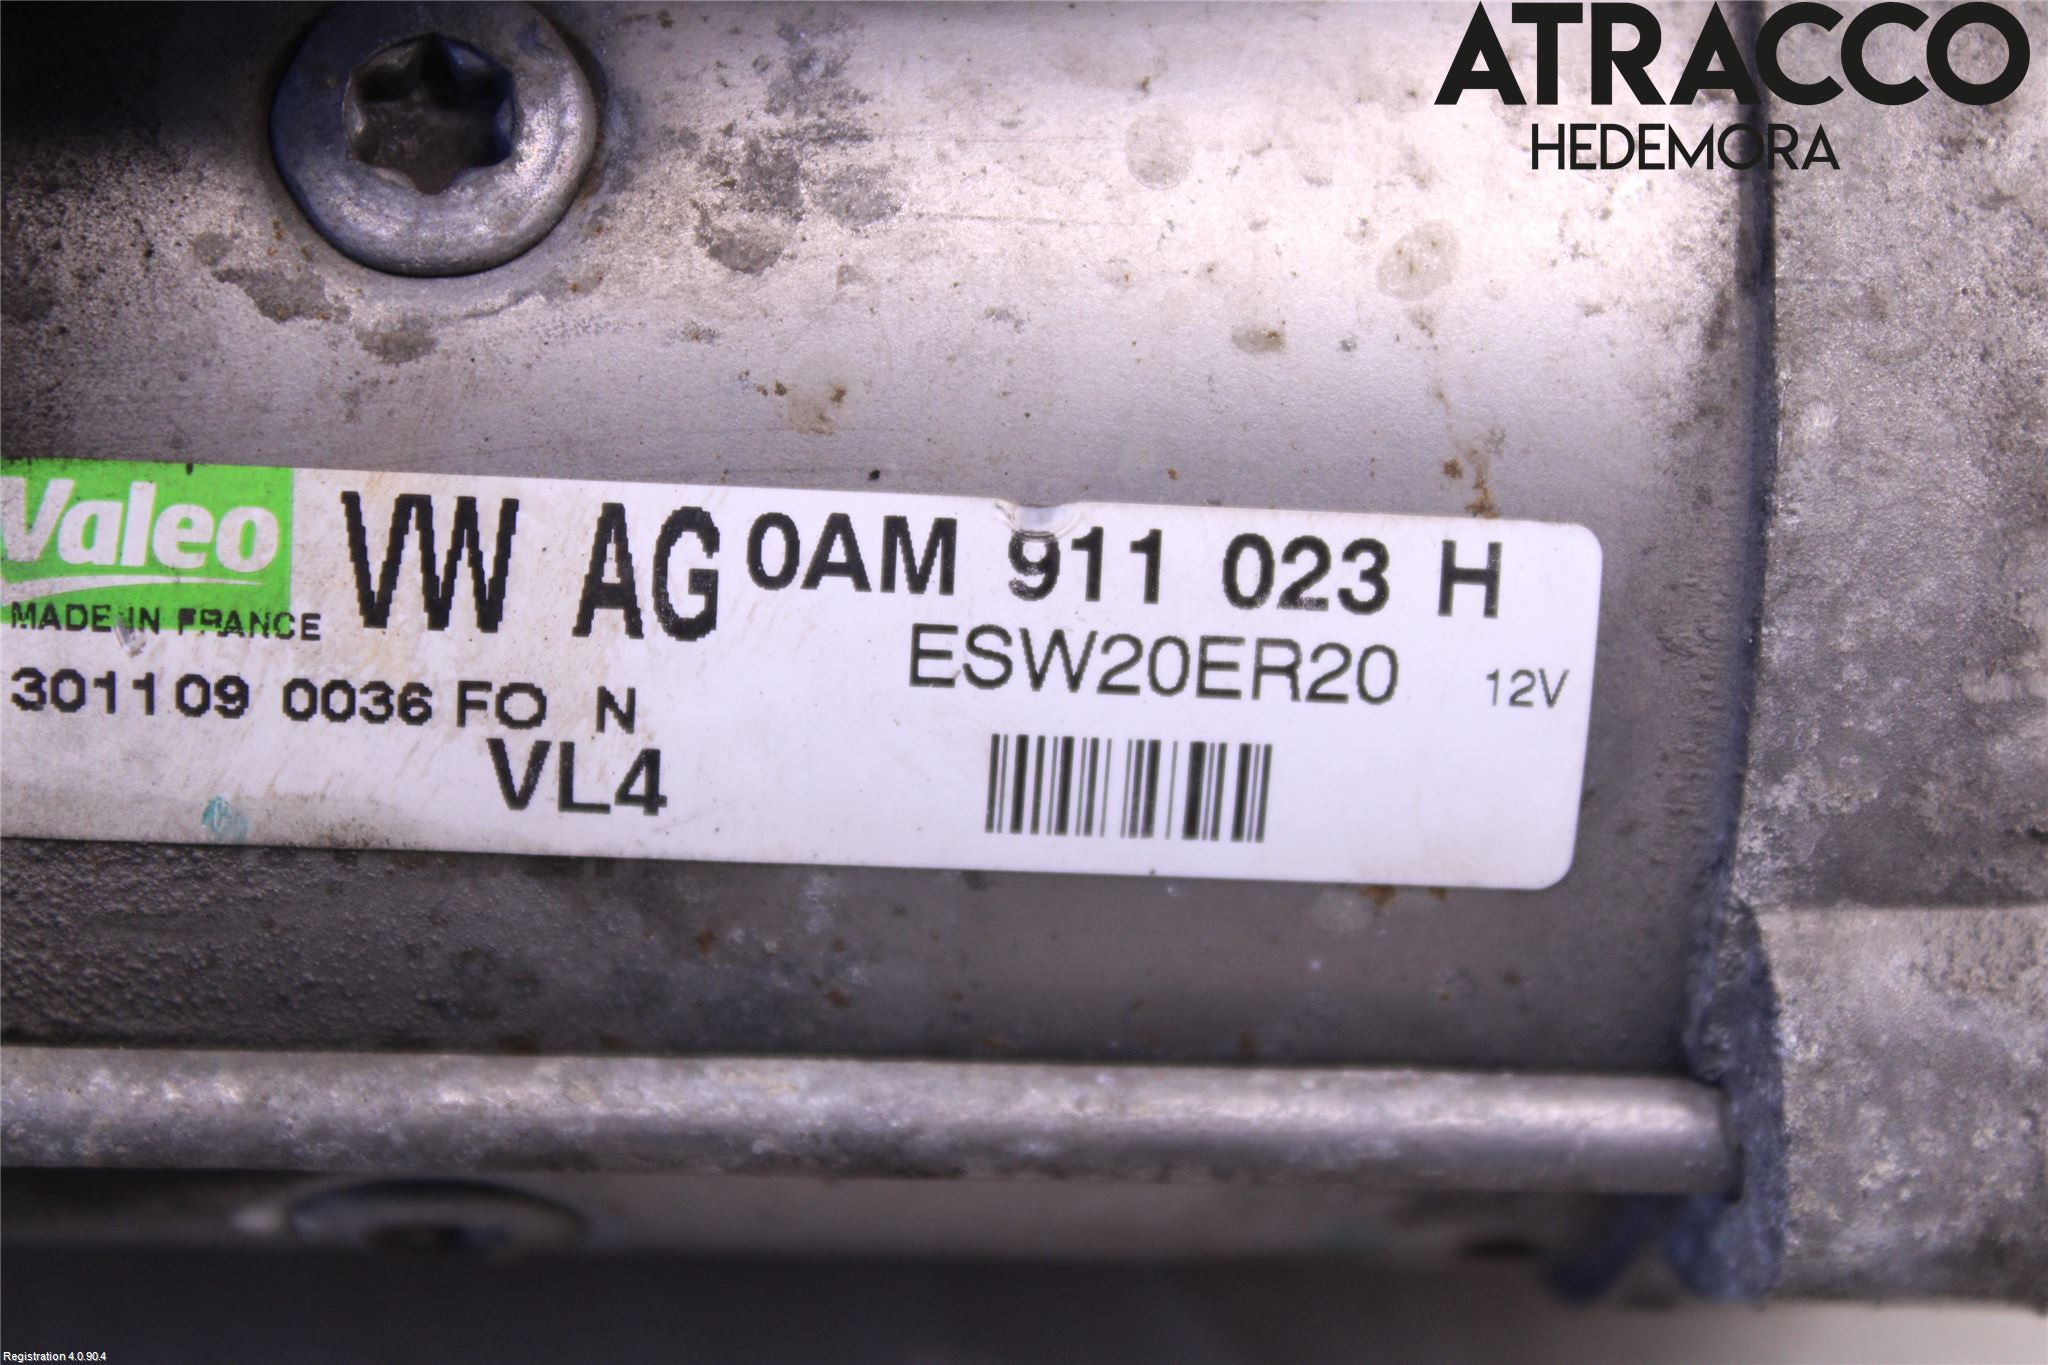 ATRACCO
HEDEMORA
Valeo
VW AG 0AM 911 023 H
MADE IN FRANCE
ESW20ER20 12V
301109 0036 FO N
VL4
Registration 4.0.90.4